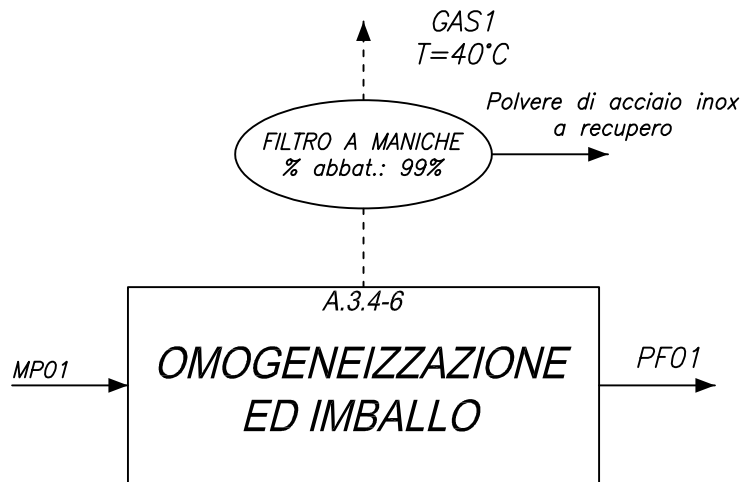 GAS1
T=40°C
Polvere di acciaio inox
a recupero
FILTRO A MANICHE
% abbat.: 99%
A.3.4-6
OMOGENEIZZAZIONE
ED IMBALLO
MP01
PF01